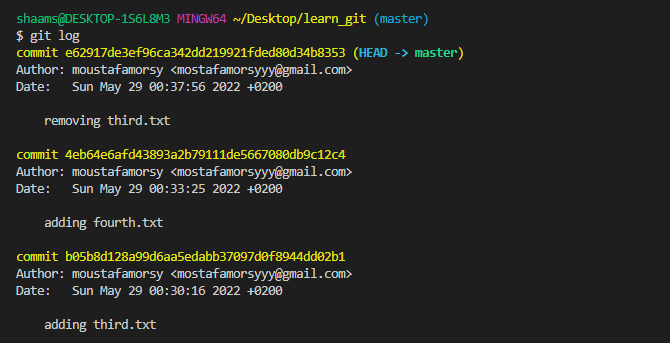 shaams@DESKTOP-1S6L8M3 MINGW64 ~/Desktop/learn_git (master)
$ git log
commit e62917de3ef96ca342dd219921fded80d34b8353 (HEAD -> master)
Author: moustafamorsy <moustafamorsyyy@gmail.com>
Date:   Sun May 29 00:37:56 2022 +0200
    removing third.txt
commit 4eb64e6afd43893a2b79111de5667080db9c12c4
Author: moustafamorsy <moustafamorsyyy@gmail.com>
Date:   Sun May 29 00:33:25 2022 +0200
    adding fourth.txt
commit b05b8d128a99d6aa5edabb37097d0f8944dd02b1
Author: moustafamorsy <moustafamorsyyy@gmail.com>
Date:   Sun May 29 00:30:16 2022 +0200
    adding third.txt